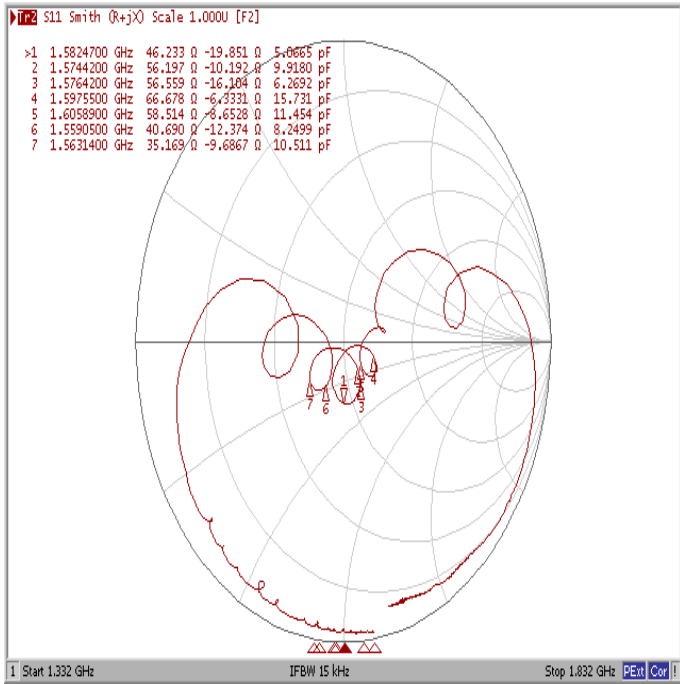 Tr2 S11 Smith (R+jX) Scale 1.000U [F2]
>1 1.5824700 GHz 46.233 Ω -19.851 Ω 5.0665 pF
2 1.5744200 GHz 56.197 Ω -10.192 Ω 9.9180 pF
3 1.5764200 GHz 56.559 Ω -16.104 Ω 6.2692 pF
4 1.5975500 GHz 66.678 Ω -6.3331 Ω 15.731 pF
5 1.6058900 GHz 58.514 Ω -8.6528 Ω 11.454 pF
6 1.5590500 GHz 40.690 Ω -12.374 Ω 8.2499 pF
7 1.5631400 GHz 35.169 Ω -9.6867 Ω 10.511 pF
1
4
7
6
3
1 Start 1.332 GHz IFBW 15 kHz Stop 1.832 GHz PExt Cor !